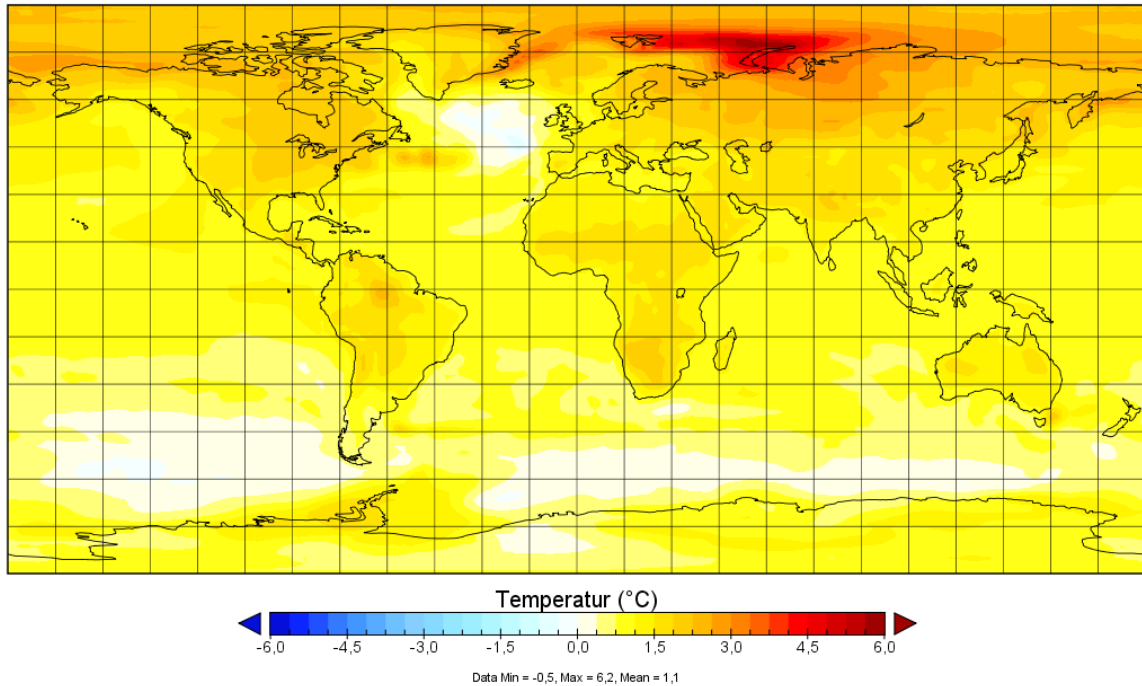 Temperatur (°C)
-6,0 -4,5 -3,0 -1,5 0,0 1,5 3,0 4,5 6,0
Data Min = -0,5, Max = 6,2, Mean = 1,1